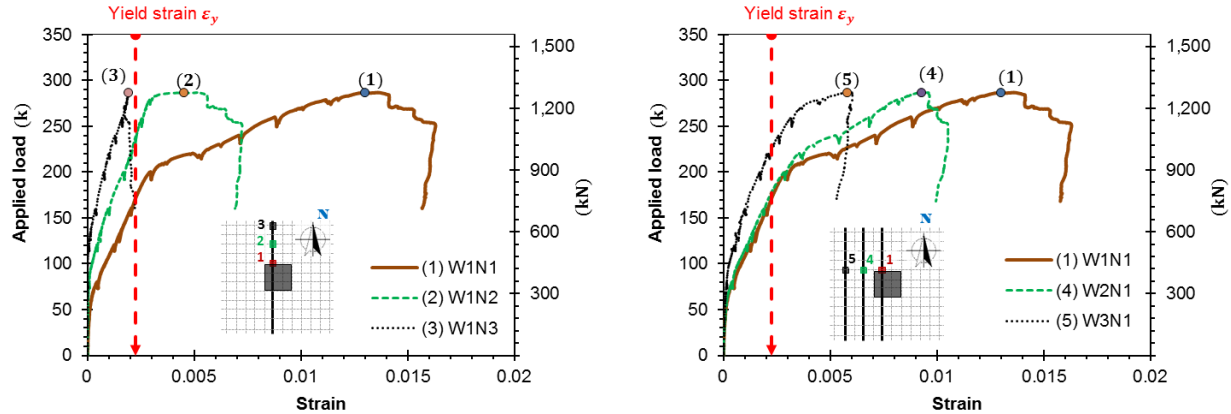 Yield strain ε_y
Applied load (k)
350
300
250
200
150
100
50
0
1,500
1,200
900
600
300
(kN)
(3)
(2)
(1)
N
3
2
1
(1) W1N1
(2) W1N2
(3) W1N3
0
0.005
0.01
0.015
0.02
Strain
Yield strain ε_y
Applied load (k)
350
300
250
200
150
100
50
0
1,500
1,200
900
600
300
(kN)
(5)
(4)
(1)
N
5 4 1
(1) W1N1
(4) W2N1
(5) W3N1
0
0.005
0.01
0.015
0.02
Strain